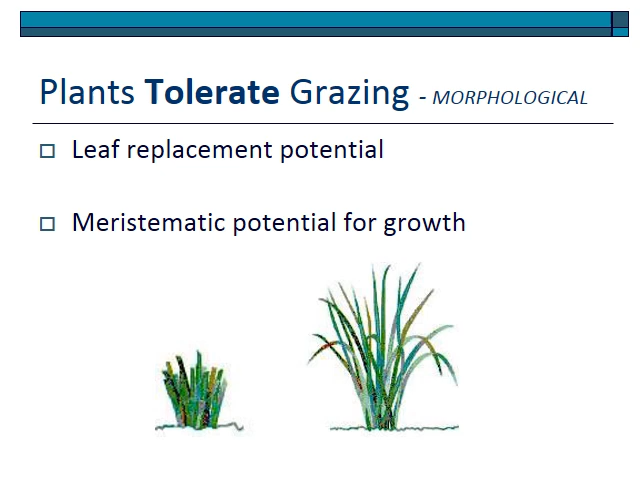 Plants Tolerate Grazing - MORPHOLOGICAL
Leaf replacement potential
Meristematic potential for growth